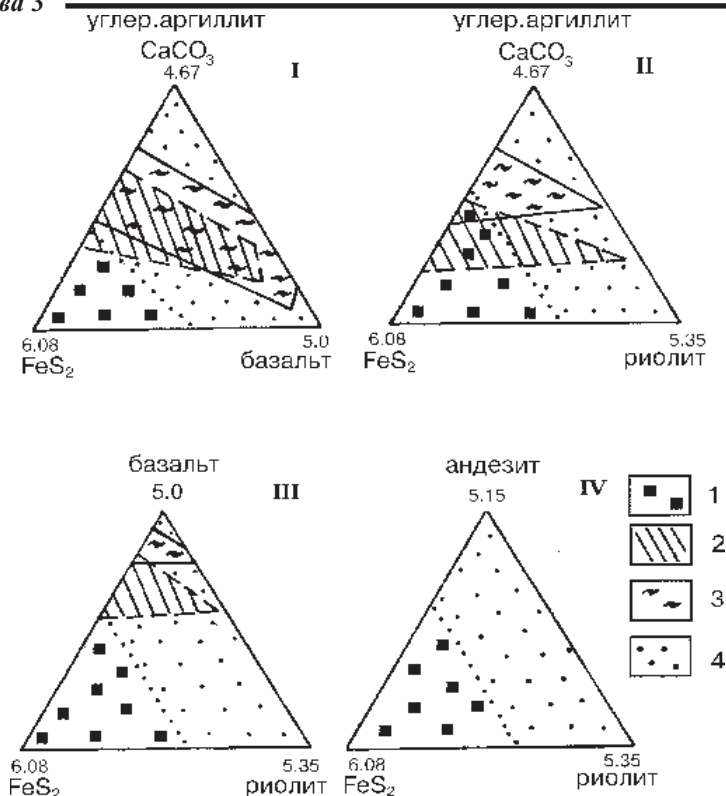 ва 3
углер.аргиллит
CaCO3
4.67
I
6.08
FeS2
5.0
базальт
углер.аргиллит
CaCO3
4.67
II
6.08
FeS2
5.35
риолит
базальт
5.0
III
6.08
FeS2
5.35
риолит
андезит
5.15
IV
6.08
FeS2
5.35
риолит
1
2
3
4